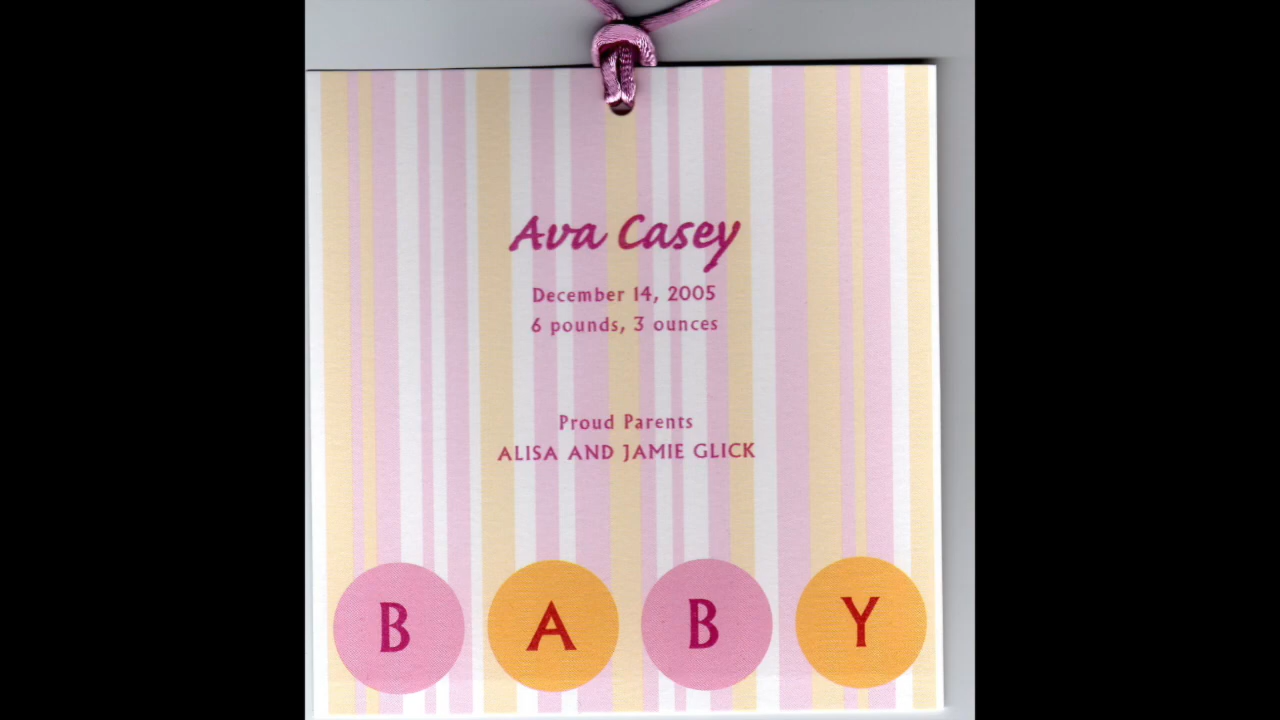 Ava Casey
December 14, 2005
6 pounds, 3 ounces
Proud Parents
ALISA AND JAMIE GLICK
B A B Y